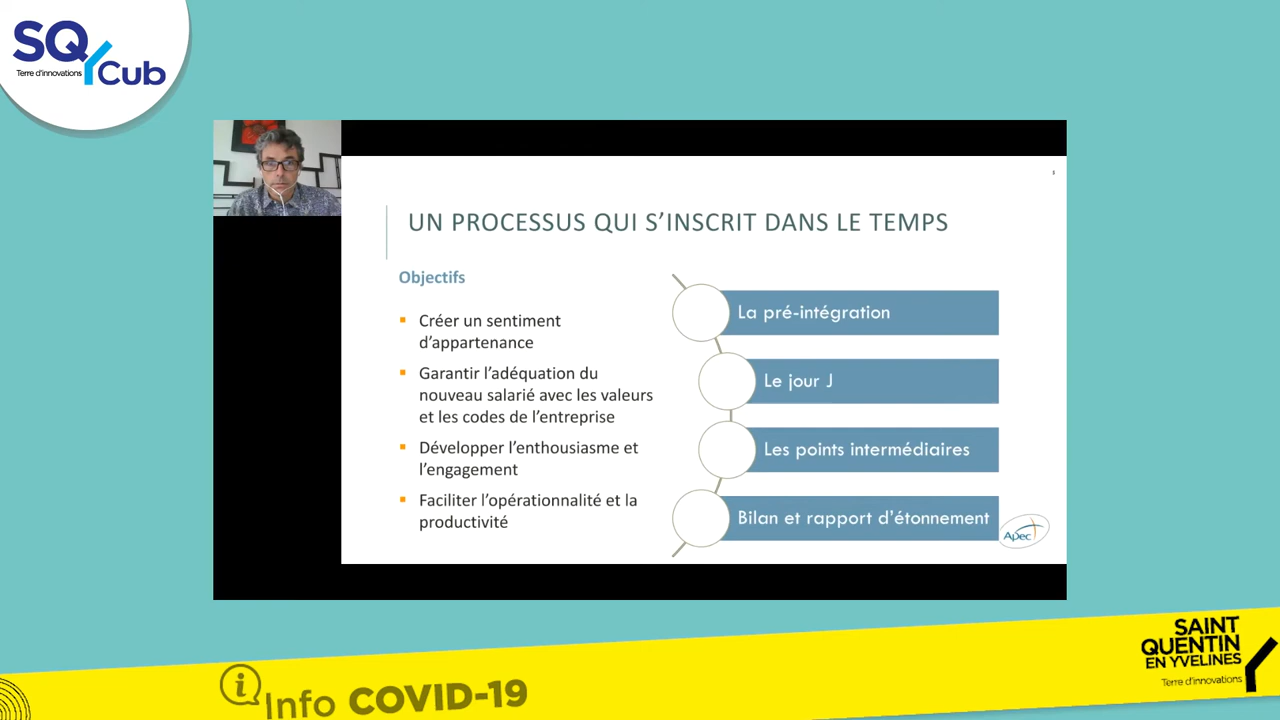 SQY Cub
Terre d'innovations
UN PROCESSUS QUI S'INSCRIT DANS LE TEMPS
Objectifs
Créer un sentiment
d'appartenance
Garantir l'adéquation du
nouveau salarié avec les valeurs
et les codes de l'entreprise
Développer l'enthousiasme et
l'engagement
Faciliter l'opérationnalité et la
productivité
La pré-intégration
Le jour J
Les points intermédiaires
Bilan et rapport d'étonnement
Apec
i Info COVID-19
SAINT
QUENTIN
EN YVELINES
Terre d'innovations